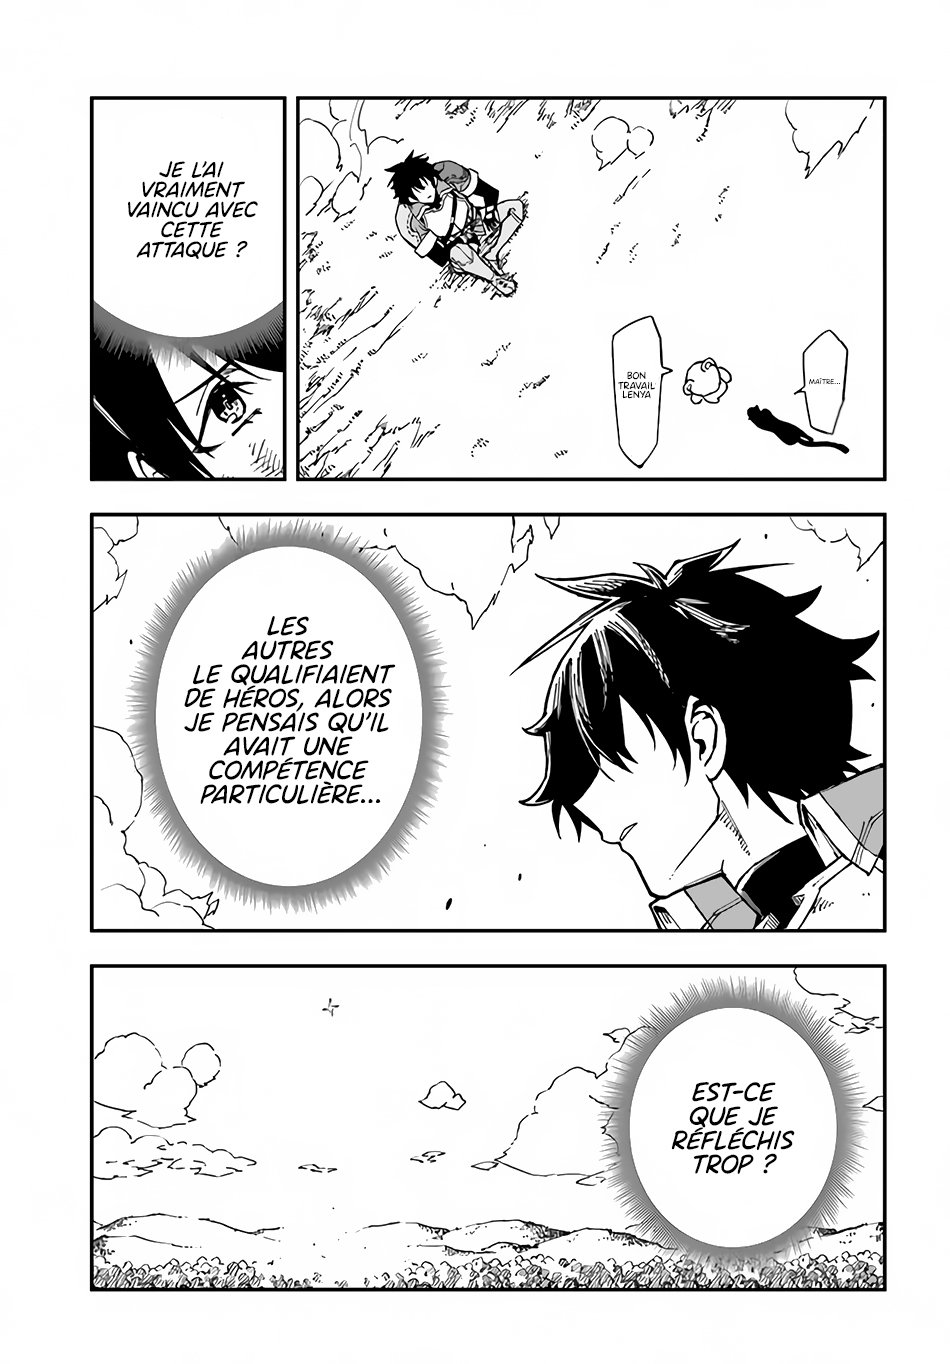 MAÎTRE...
BON
TRAVAIL
LENYA
JE L'AI
VRAIMENT
VAINCU AVEC
CETTE
ATTAQUE ?
LES
AUTRES
LE QUALIFIAIENT
DE HÉROS, ALORS
JE PENSAIS QU'IL
AVAIT UNE
COMPÉTENCE
PARTICULIÈRE...
EST-CE
QUE JE
RÉFLÉCHIS
TROP ?